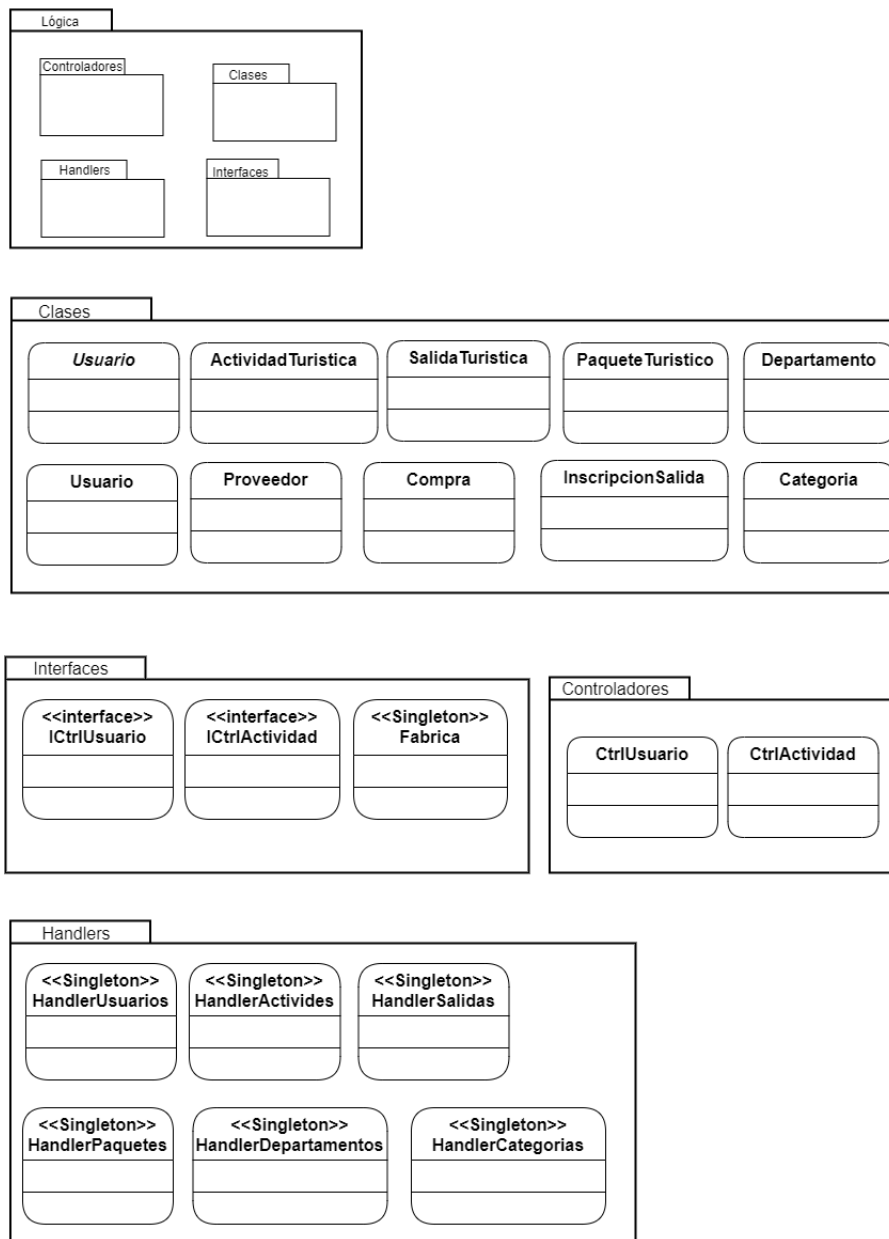 Lógica
Controladores
Clases
Handlers
Interfaces
Clases
Usuario
ActividadTuristica
SalidaTuristica
PaqueteTuristico
Departamento
Usuario
Proveedor
Compra
InscripcionSalida
Categoria
Interfaces
<<interface>>
ICtrlUsuario
<<interface>>
ICtrlActividad
<<Singleton>>
Fabrica
Controladores
CtrlUsuario
CtrlActividad
Handlers
<<Singleton>>
HandlerUsuarios
<<Singleton>>
HandlerActivides
<<Singleton>>
HandlerSalidas
<<Singleton>>
HandlerPaquetes
<<Singleton>>
HandlerDepartamentos
<<Singleton>>
HandlerCategorias